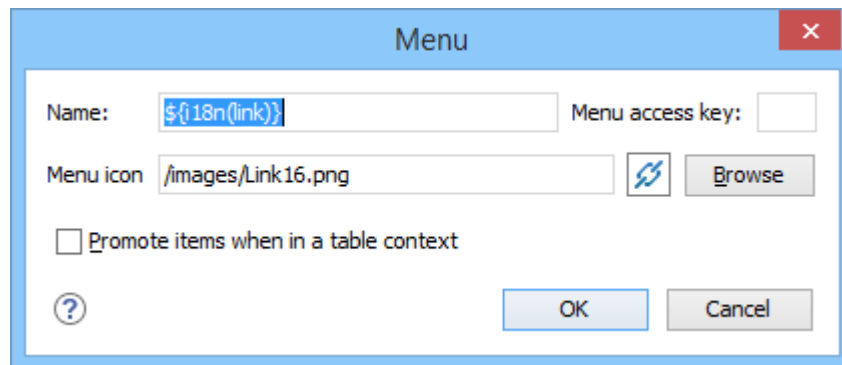 Menu
Name: ${i18n(link)} Menu access key:
Menu icon /images/Link16.png Browse
Promote items when in a table context
OK Cancel